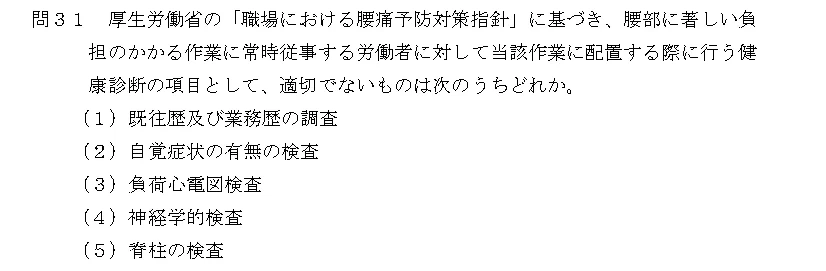 問３１　厚生労働省の「職場における腰痛予防対策指針」に基づき、腰部に著しい負
担のかかる作業に常時従事する労働者に対して当該作業に配置する際に行う健
康診断の項目として、適切でないものは次のうちどれか。
（１）既往歴及び業務歴の調査
（２）自覚症状の有無の検査
（３）負荷心電図検査
（４）神経学的検査
（５）脊柱の検査